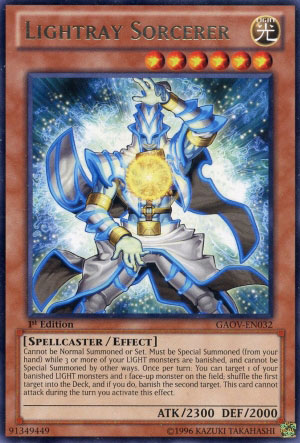 Lightray Sorcerer
LIGHT
光
GAOV-EN032
1st Edition
[SPELLCASTER / EFFECT]
Cannot be Normal Summoned or Set. Must be Special Summoned (from your
hand) while 3 or more of your LIGHT monsters are banished, and cannot be
Special Summoned by other ways. Once per turn: You can target 1 of your
banished LIGHT monsters and 1 face-up monster on the field; shuffle the first
target into the Deck, and if you do, banish the second target. This card cannot
attack during the turn you activate this effect.
ATK/2300 DEF/2000
91349449
©1996 KAZUKI TAKAHASHI